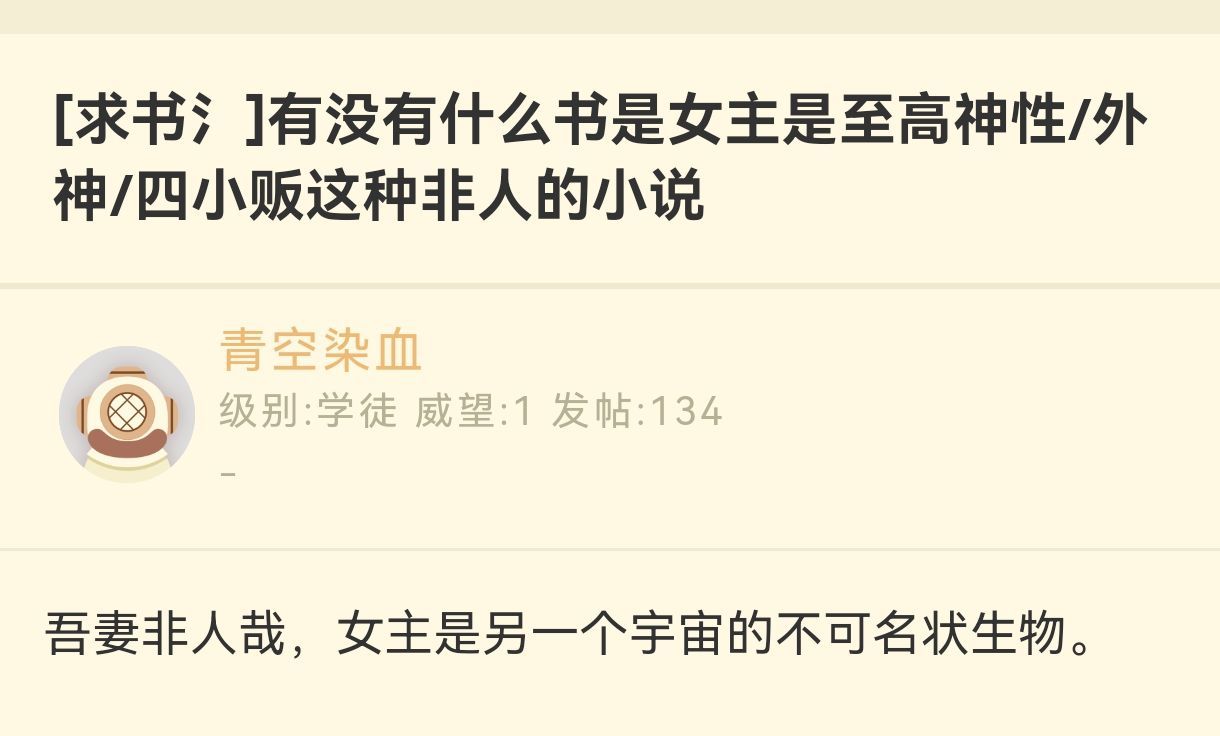 [求书氵]有没有什么书是女主是至高神性/外
神/四小贩这种非人的小说
青空染血
级别:学徒 威望:1 发帖:134
-
吾妻非人哉，女主是另一个宇宙的不可名状生物。